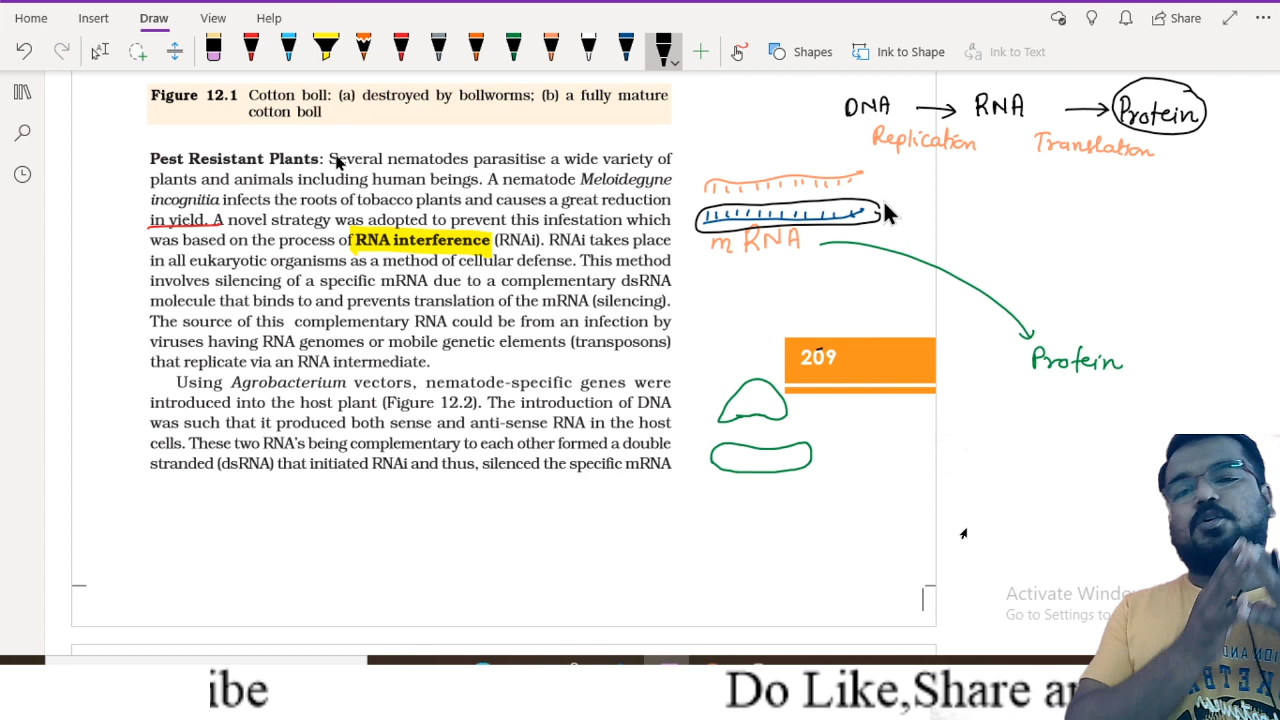 Home Insert Draw View Help Share
Shapes Ink to Shape Ink to Text
Figure 12.1 Cotton boll: (a) destroyed by bollworms; (b) a fully mature
cotton boll
DNA → RNA → Protein
Replication Translation
Pest Resistant Plants: Several nematodes parasitise a wide variety of
plants and animals including human beings. A nematode Meloidegyne
incognitia infects the roots of tobacco plants and causes a great reduction
in yield. A novel strategy was adopted to prevent this infestation which
was based on the process of RNA interference (RNAi). RNAi takes place
in all eukaryotic organisms as a method of cellular defense. This method
involves silencing of a specific mRNA due to a complementary dsRNA
molecule that binds to and prevents translation of the mRNA (silencing).
The source of this complementary RNA could be from an infection by
viruses having RNA genomes or mobile genetic elements (transposons)
that replicate via an RNA intermediate.
Using Agrobacterium vectors, nematode-specific genes were
introduced into the host plant (Figure 12.2). The introduction of DNA
was such that it produced both sense and anti-sense RNA in the host
cells. These two RNA's being complementary to each other formed a double
stranded (dsRNA) that initiated RNAi and thus, silenced the specific mRNA
mRNA
Protein
209
Activate Windo
Go to Settings to
ibe
Do Like,Share a